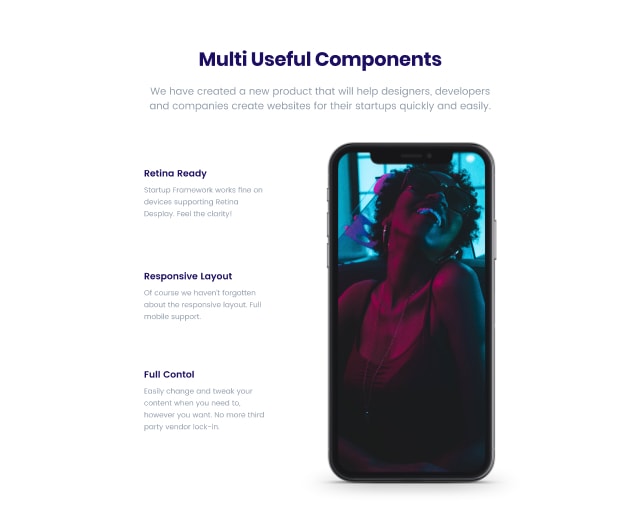 Multi Useful Components
We have created a new product that will help designers, developers
and companies create websites for their startups quickly and easily.
Retina Ready
Startup Framework works fine on
devices supporting Retina
Desplay. Feel the clarity!
Responsive Layout
Of course we haven't forgotten
about the responsive layout. Full
mobile support.
Full Contol
Easily change and tweak your
content when you need to,
however you want. No more third
party vendor lock-in.